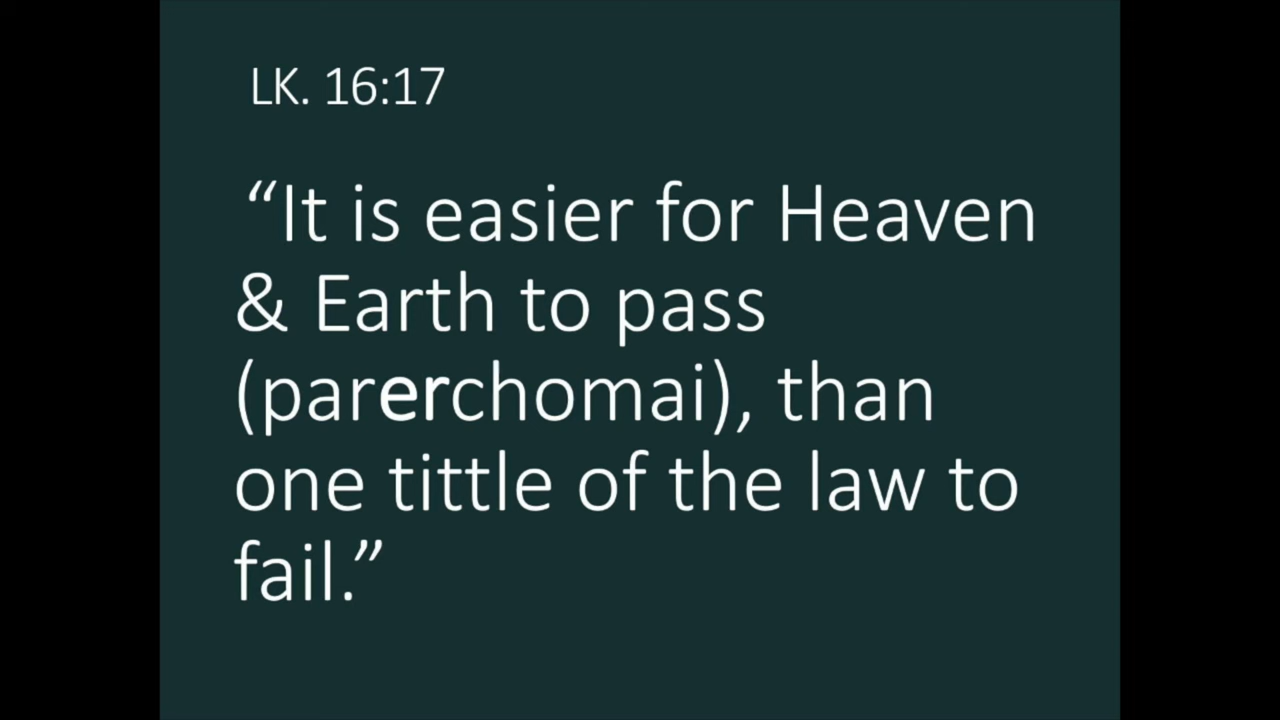 LK. 16:17
“It is easier for Heaven
& Earth to pass
(parerchomai), than
one tittle of the law to
fail.”